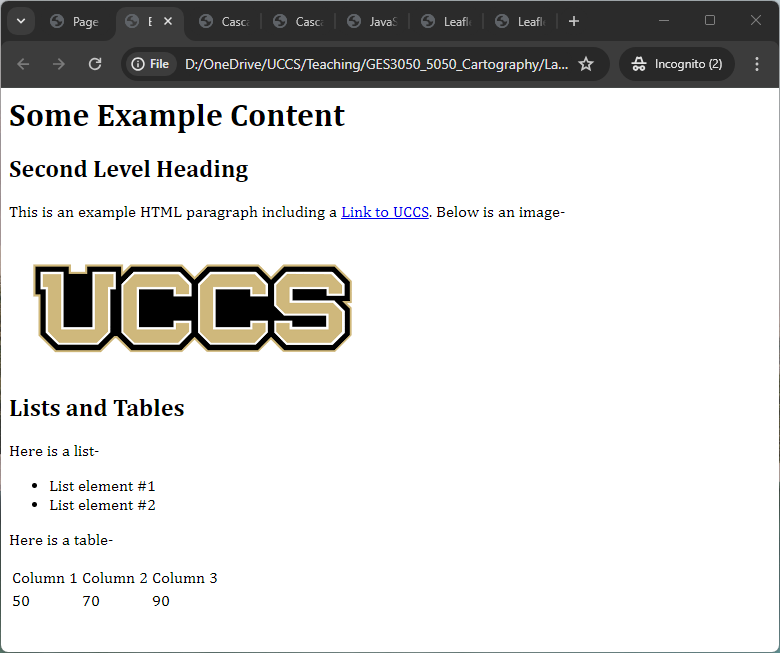 Page
E
Casc
Casca
JavaS
Leafl
Leafl
File
D:/OneDrive/UCCS/Teaching/GES3050_5050_Cartography/La...
Incognito (2)
Some Example Content
Second Level Heading
This is an example HTML paragraph including a Link to UCCS. Below is an image-
UCCS
Lists and Tables
Here is a list-
• List element #1
• List element #2
Here is a table-
Column 1 Column 2 Column 3
50 70 90